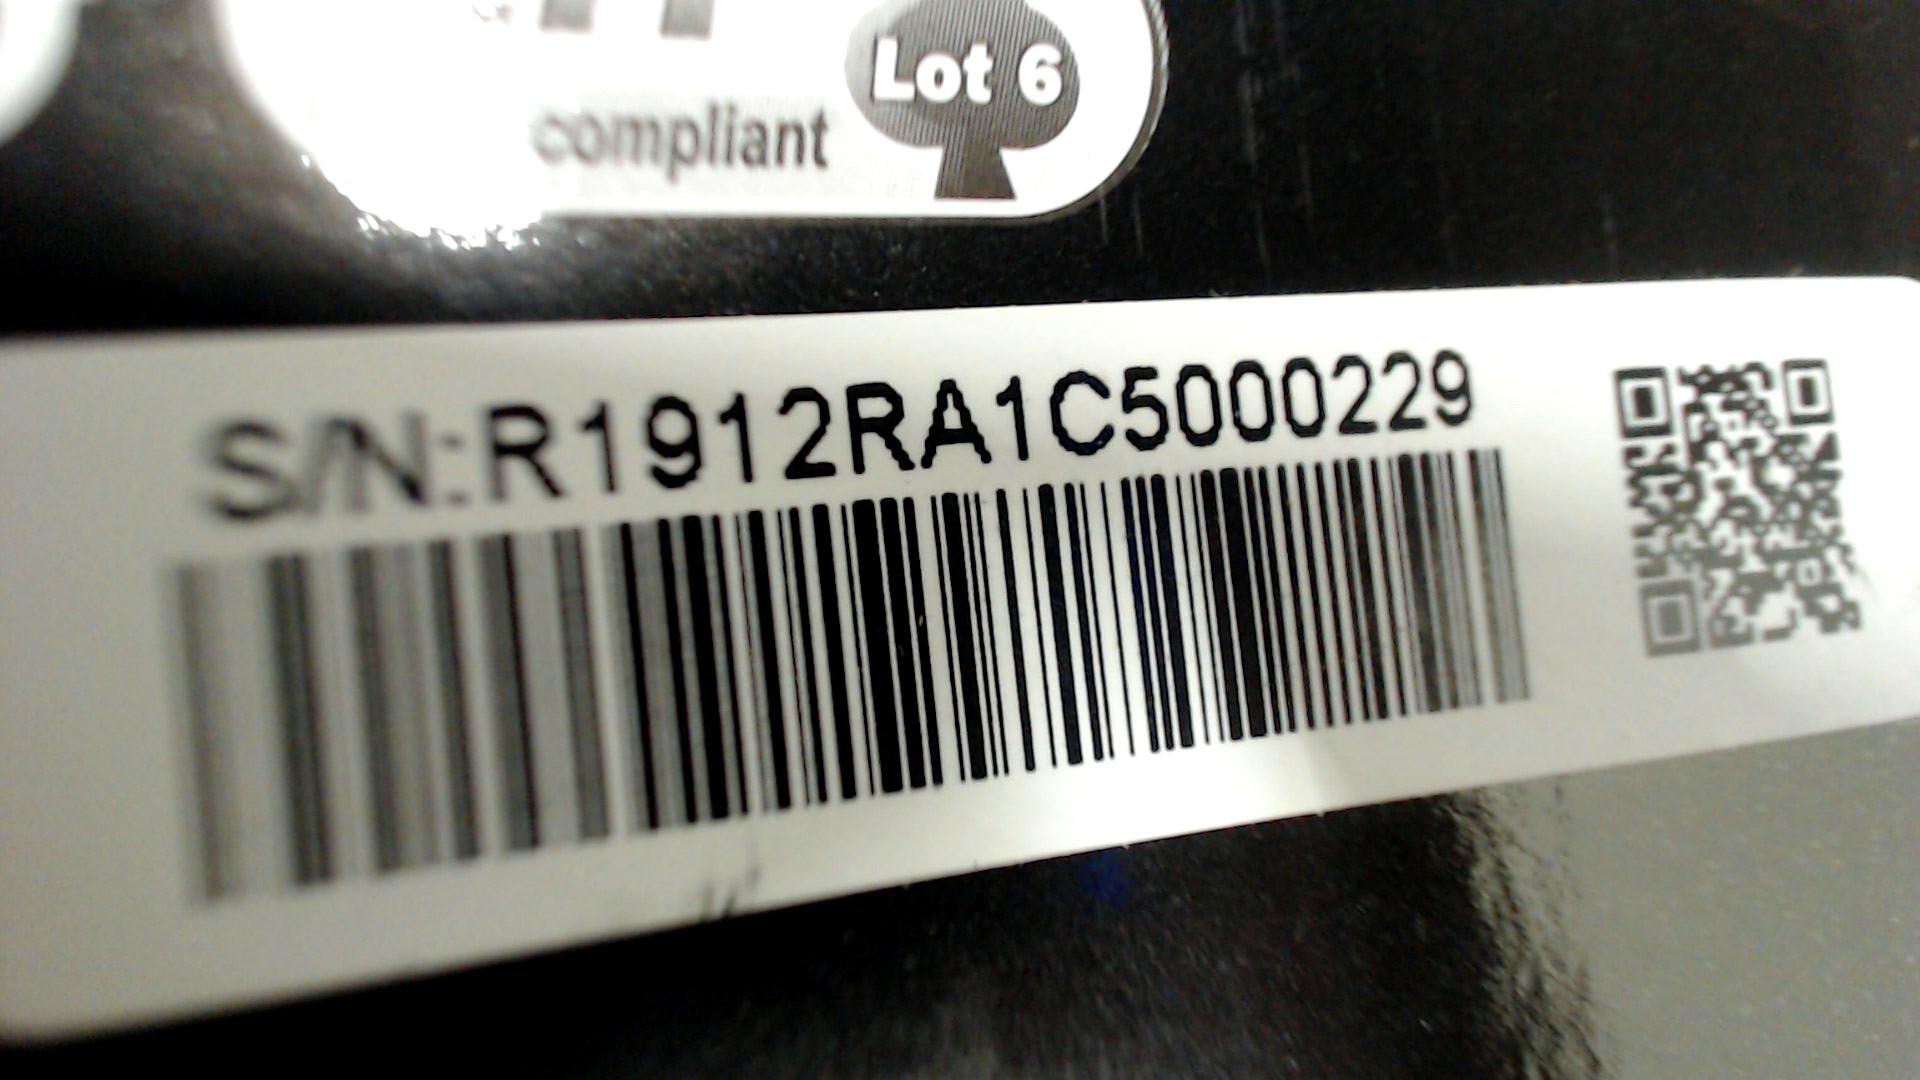 Lot 6
compliant
S/N:R1912RA1C5000229